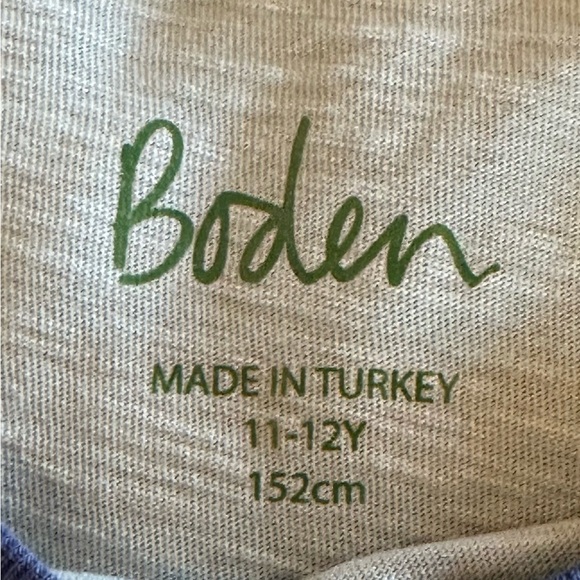 Boden
MADE IN TURKEY
11-12Y
152cm